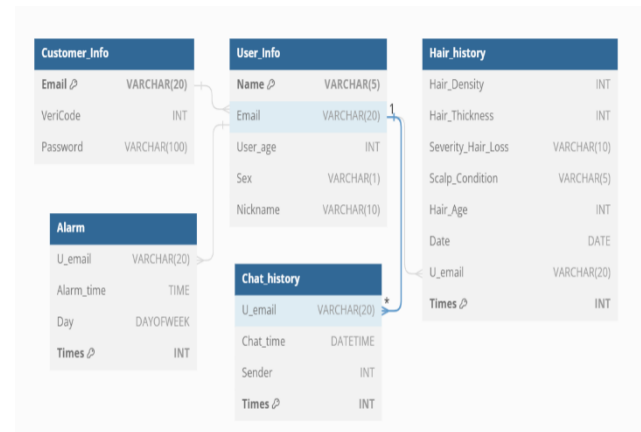 Customer_Info
Email VARCHAR(20)
VeriCode INT
Password VARCHAR(100)
User_Info
Name VARCHAR(5)
Email VARCHAR(20)
User_age INT
Sex VARCHAR(1)
Nickname VARCHAR(10)
1
Hair_history
Hair_Density INT
Hair_Thickness INT
Severity_Hair_Loss VARCHAR(10)
Scalp_Condition VARCHAR(5)
Hair_Age INT
Date DATE
U_email VARCHAR(20)
Times INT
Alarm
U_email VARCHAR(20)
Alarm_time TIME
Day DAYOFWEEK
Times INT
Chat_history
U_email VARCHAR(20)
*
Chat_time DATETIME
Sender INT
Times INT